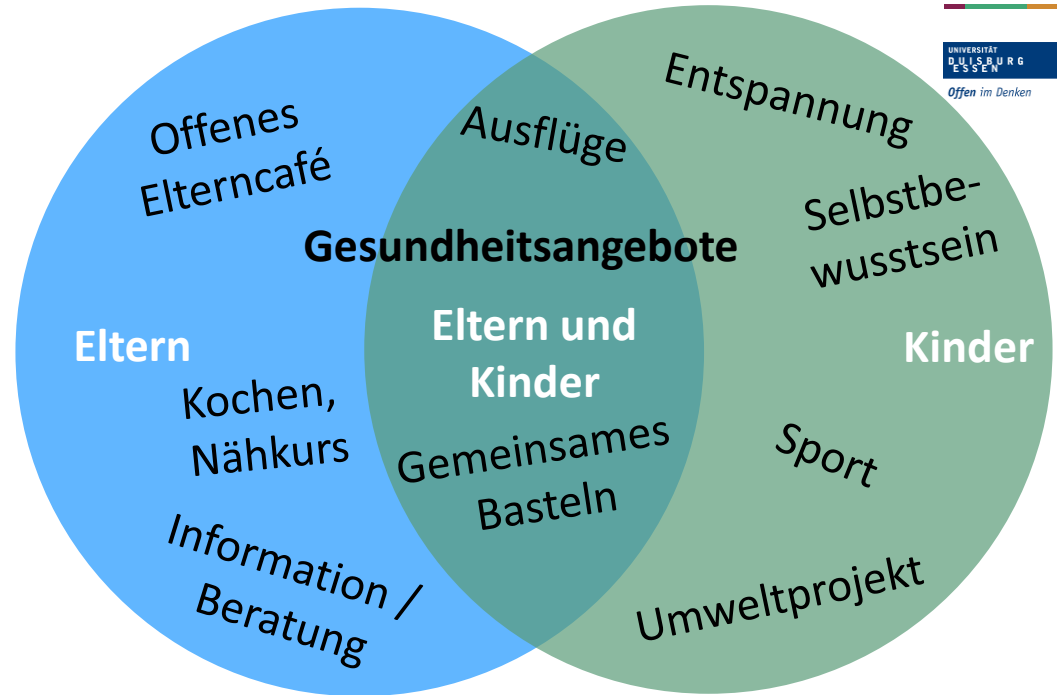 UNIVERSITÄT
DUISBURG
ESSEN
Offen im Denken
Offenes
Elterncafé
Ausflüge
Entspannung
Selbstbe-
wusstsein
Gesundheitsangebote
Eltern
Eltern und
Kinder
Kinder
Kochen,
Nähkurs
Gemeinsames
Basteln
Sport
Information /
Beratung
Umweltprojekt